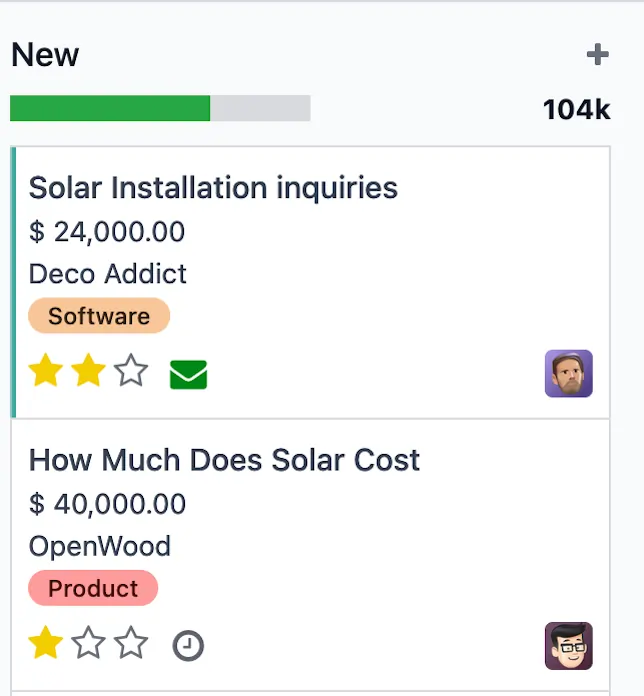 New
104k
Solar Installation inquiries
$ 24,000.00
Deco Addict
Software
How Much Does Solar Cost
$ 40,000.00
OpenWood
Product